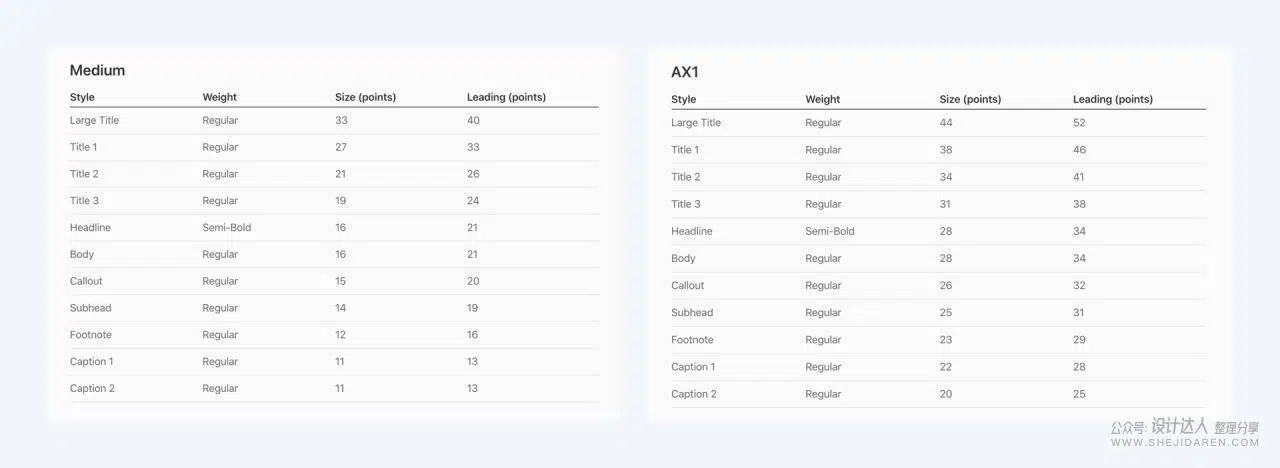 Medium
Style Weight Size (points) Leading (points)
Large Title Regular 33 40
Title 1 Regular 27 33
Title 2 Regular 21 26
Title 3 Regular 19 24
Headline Semi-Bold 16 21
Body Regular 16 21
Callout Regular 15 20
Subhead Regular 14 19
Footnote Regular 12 16
Caption 1 Regular 11 13
Caption 2 Regular 11 13
AX1
Style Weight Size (points) Leading (points)
Large Title Regular 44 52
Title 1 Regular 38 46
Title 2 Regular 34 41
Title 3 Regular 31 38
Headline Semi-Bold 28 34
Body Regular 28 34
Callout Regular 26 32
Subhead Regular 25 31
Footnote Regular 23 29
Caption 1 Regular 22 28
Caption 2 Regular 20 25
公众号: 设计达人 整理分享
WWW.SHEJIDAREN.COM